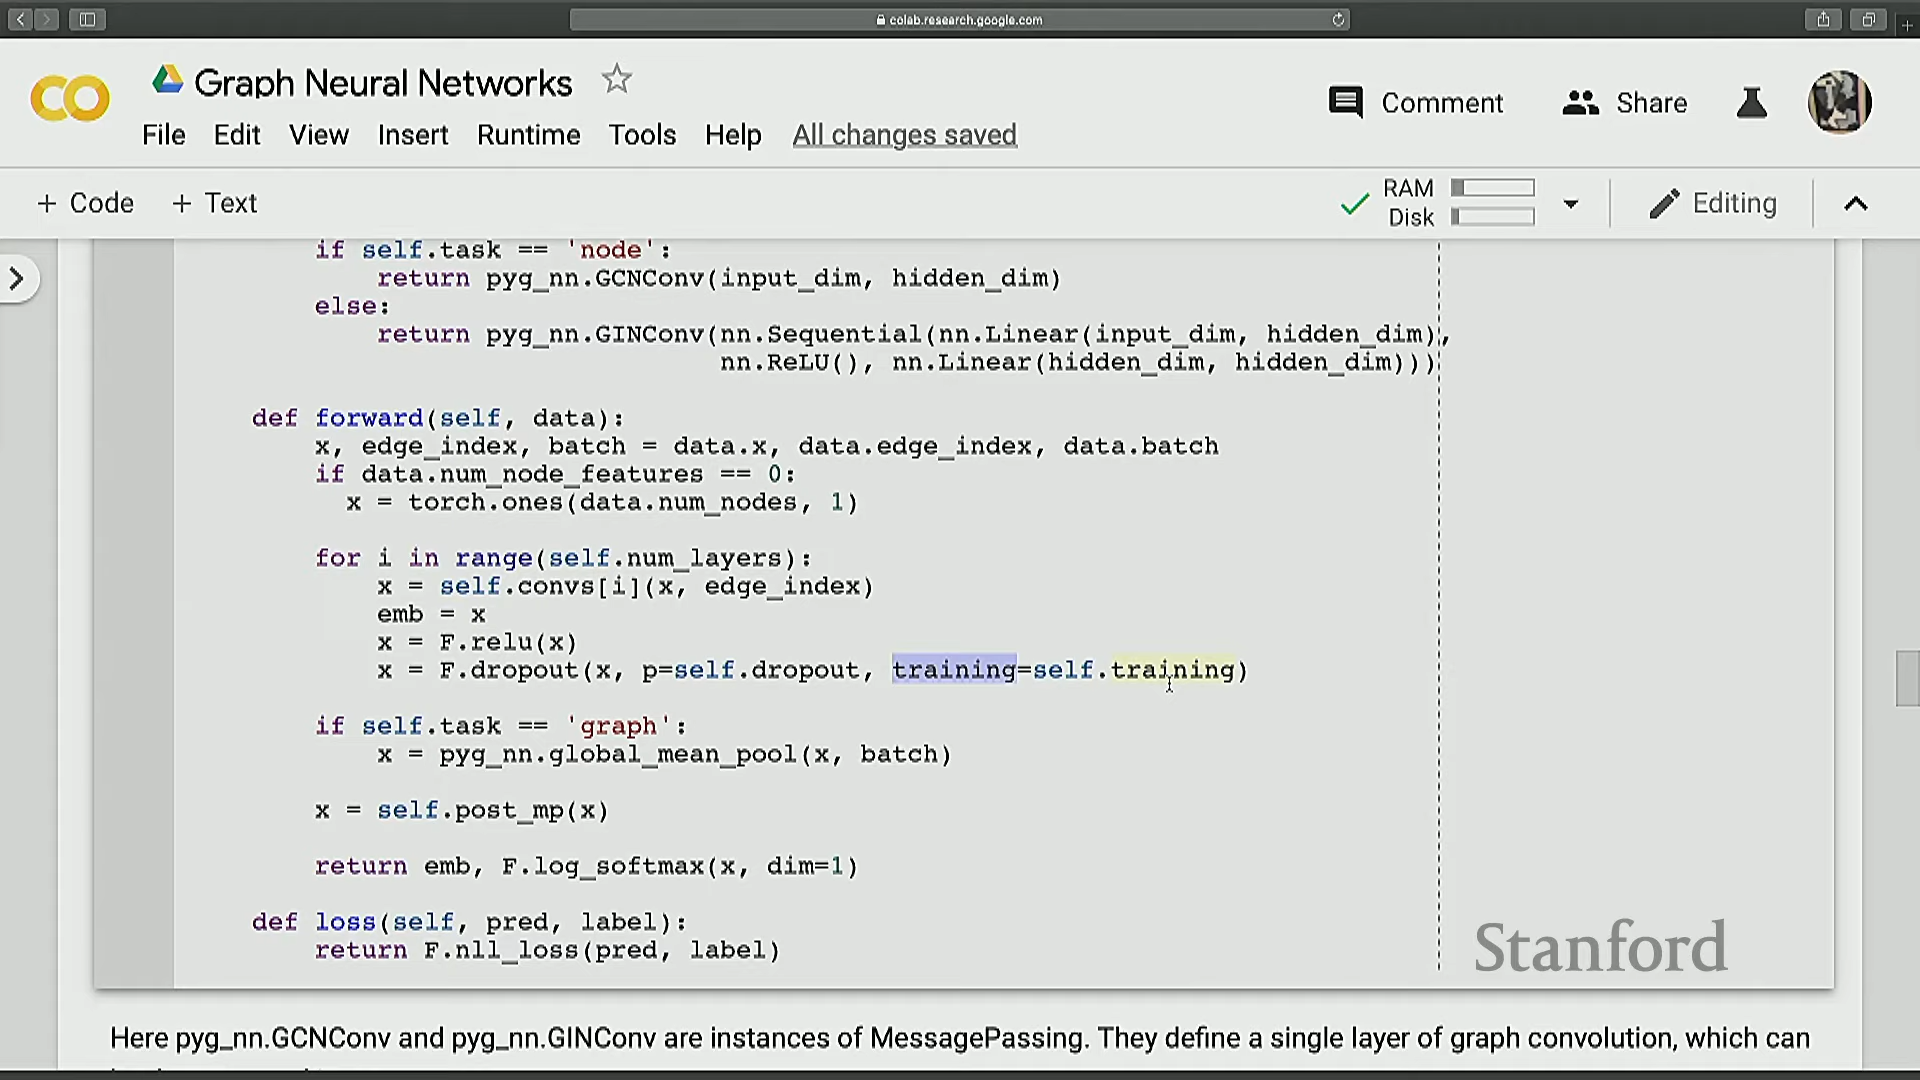 colab.research.google.com
Graph Neural Networks
Comment
Share
File Edit View Insert Runtime Tools Help All changes saved
+ Code + Text
RAM
Disk
Editing
if self.task == 'node':
return pyg_nn.GCNConv(input_dim, hidden_dim)
else:
return pyg_nn.GINConv(nn.Sequential(nn.Linear(input_dim, hidden_dim),
nn.ReLU(), nn.Linear(hidden_dim, hidden_dim)))
def forward(self, data):
x, edge_index, batch = data.x, data.edge_index, data.batch
if data.num_node_features == 0:
x = torch.ones(data.num_nodes, 1)
for i in range(self.num_layers):
x = self.convs[i](x, edge_index)
emb = x
x = F.relu(x)
x = F.dropout(x, p=self.dropout, training=self.training)
if self.task == 'graph':
x = pyg_nn.global_mean_pool(x, batch)
x = self.post_mp(x)
return emb, F.log_softmax(x, dim=1)
def loss(self, pred, label):
return F.nll_loss(pred, label)
Stanford
Here pyg_nn.GCNConv and pyg_nn.GINConv are instances of MessagePassing. They define a single layer of graph convolution, which can